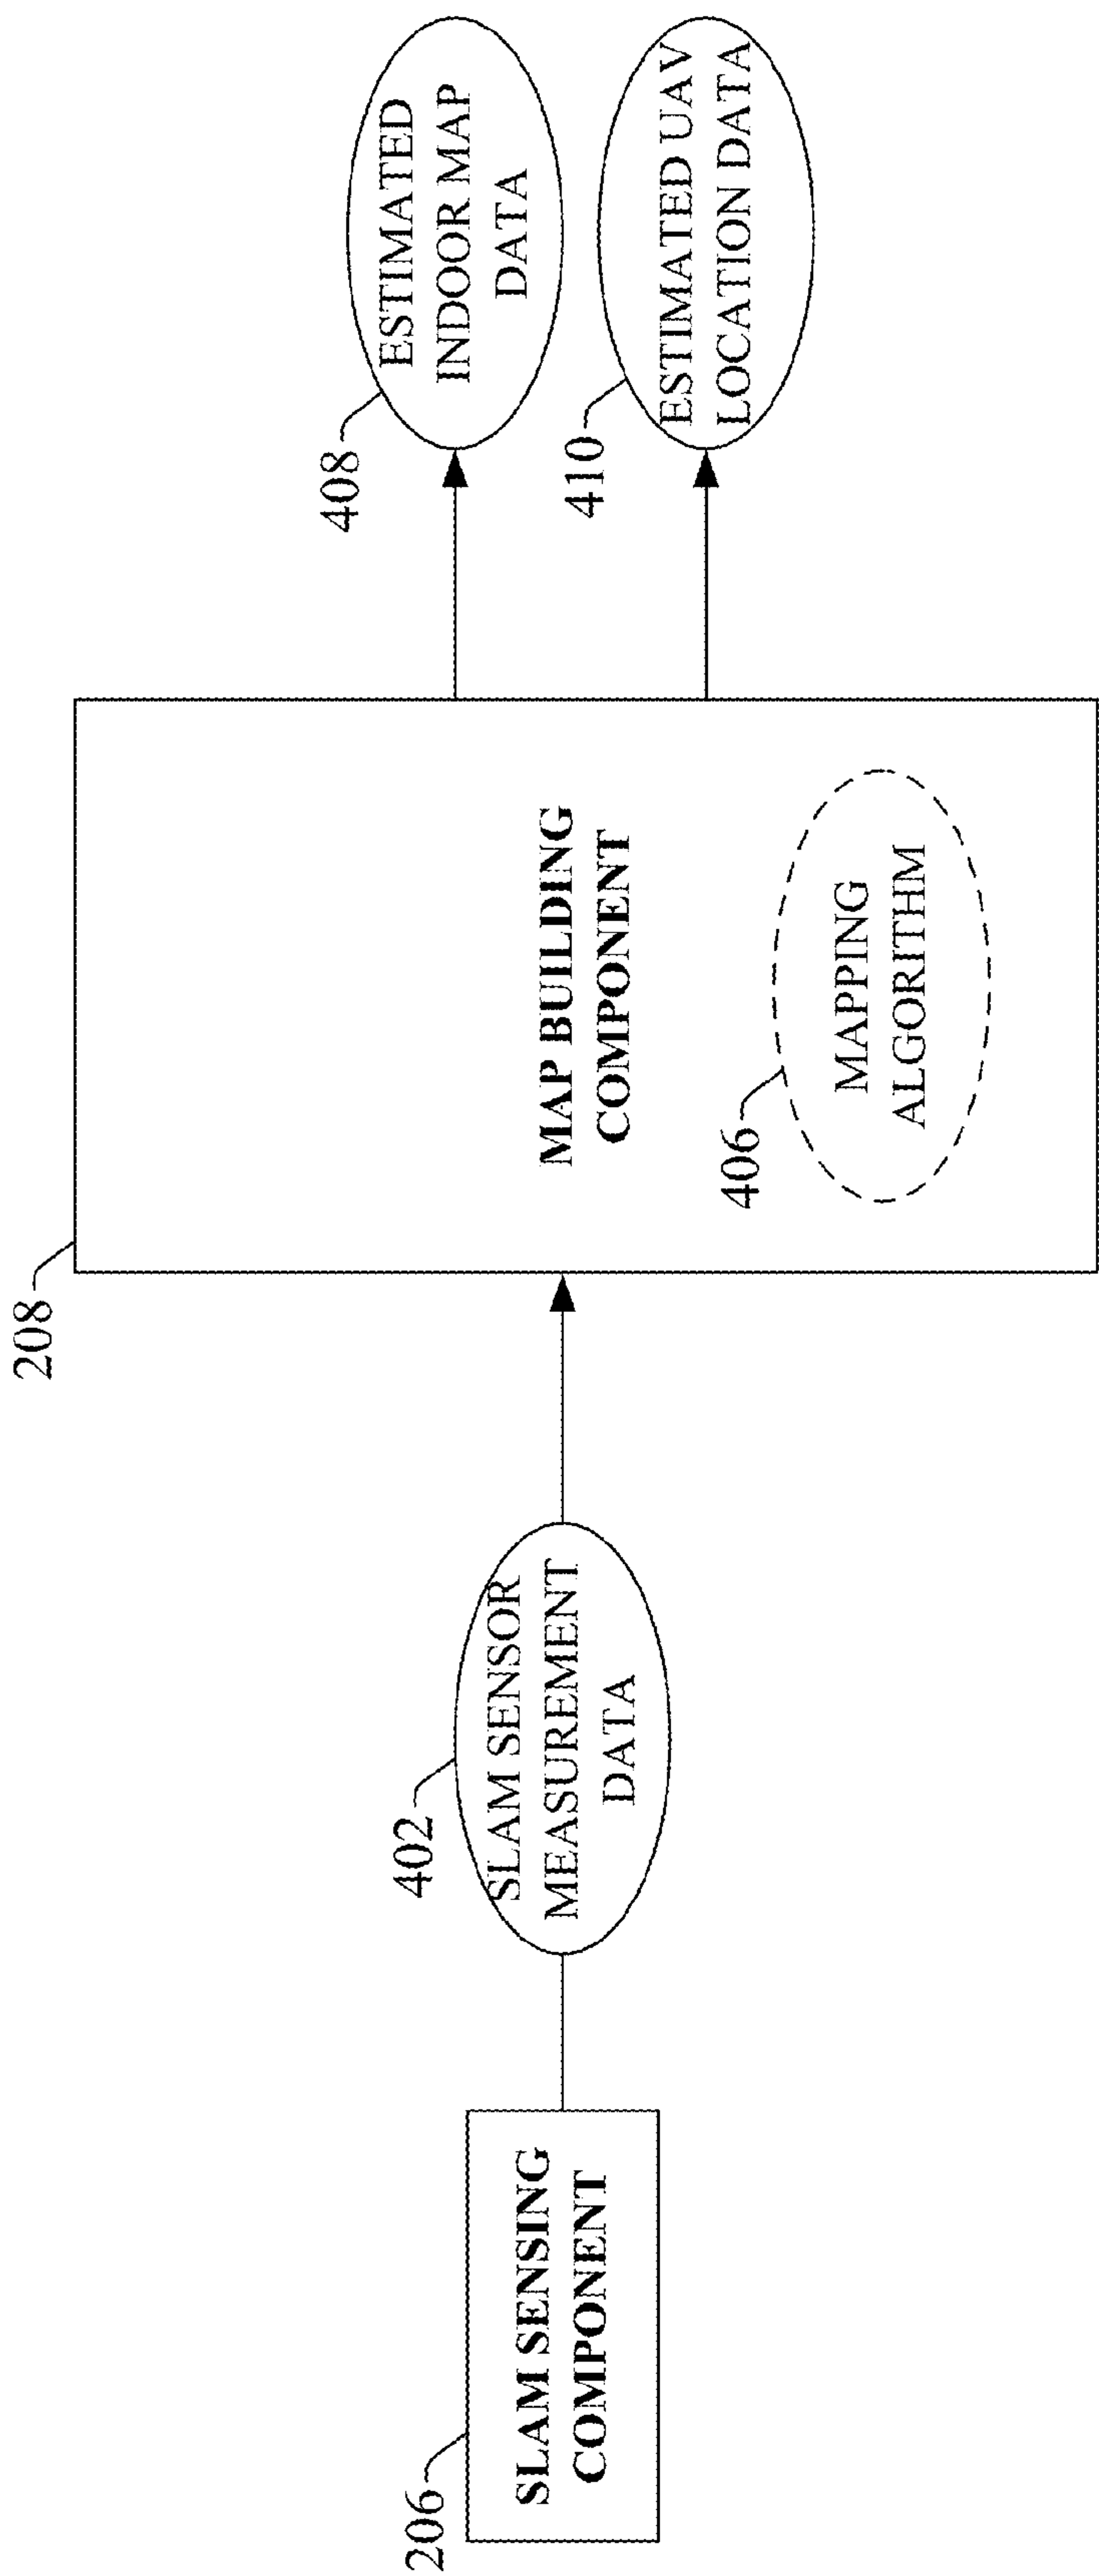 206
SLAM SENSING
COMPONENT
402
SLAM SENSOR
MEASUREMENT
DATA
208
MAP BUILDING
COMPONENT
406
MAPPING
ALGORITHM
408
ESTIMATED
INDOOR MAP
DATA
410
ESTIMATED UAV
LOCATION DATA